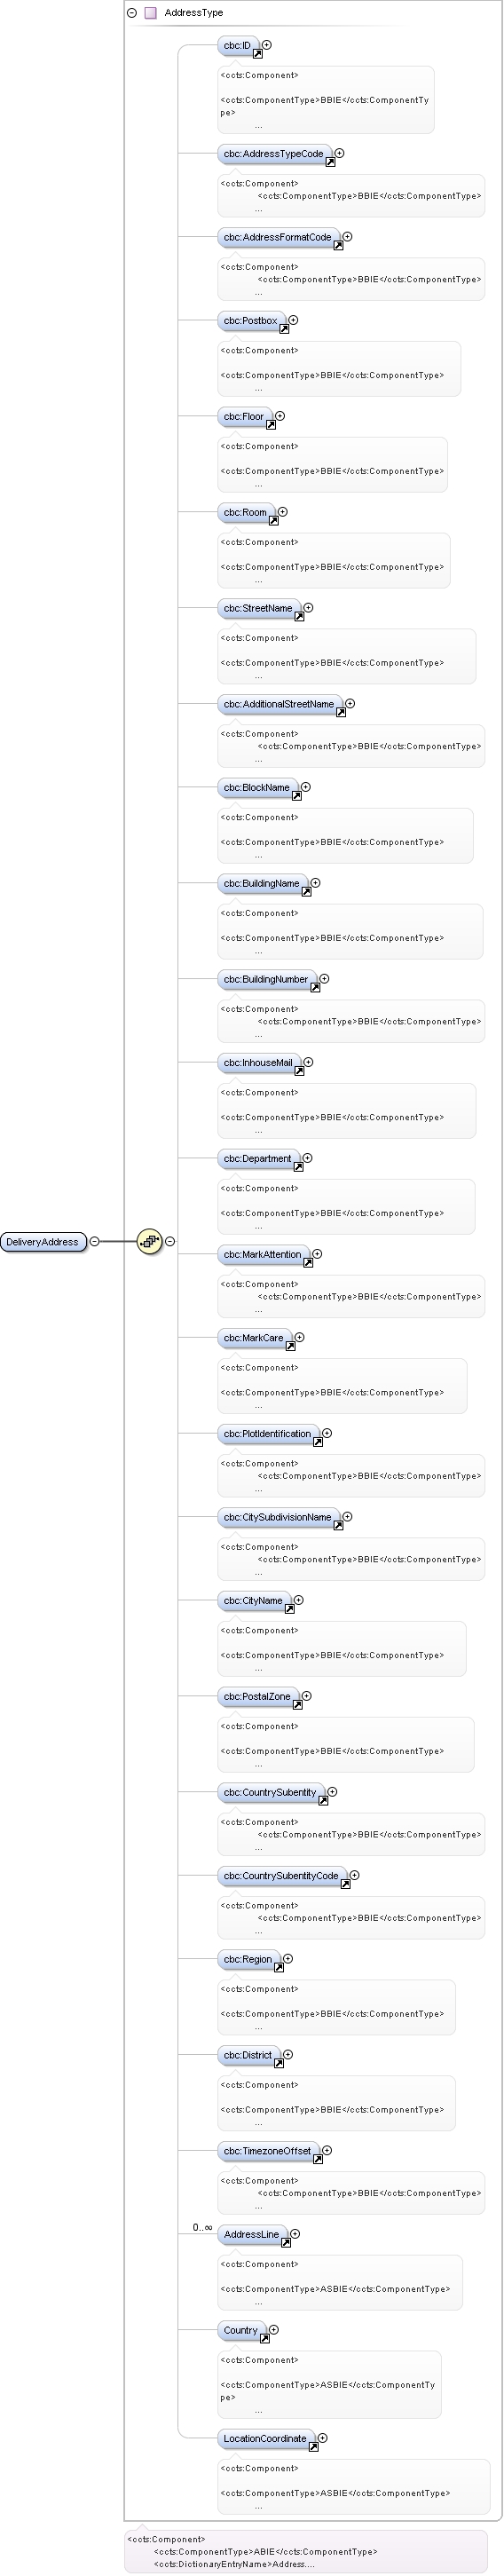 AddressType
cbc:ID
<ccts:Component>
<ccts:ComponentType>BBIE</ccts:ComponentTy
pe>
...
cbc:AddressTypeCode
<ccts:Component>
<ccts:ComponentType>BBIE</ccts:ComponentType>
...
cbc:AddressFormatCode
<ccts:Component>
<ccts:ComponentType>BBIE</ccts:ComponentType>
...
cbc:Postbox
<ccts:Component>
<ccts:ComponentType>BBIE</ccts:ComponentType>
...
cbc:Floor
<ccts:Component>
<ccts:ComponentType>BBIE</ccts:ComponentType>
...
cbc:Room
<ccts:Component>
<ccts:ComponentType>BBIE</ccts:ComponentType>
...
cbc:StreetName
<ccts:Component>
<ccts:ComponentType>BBIE</ccts:ComponentType>
...
cbc:AdditionalStreetName
<ccts:Component>
<ccts:ComponentType>BBIE</ccts:ComponentType>
...
cbc:BlockName
<ccts:Component>
<ccts:ComponentType>BBIE</ccts:ComponentType>
...
cbc:BuildingName
<ccts:Component>
<ccts:ComponentType>BBIE</ccts:ComponentType>
...
cbc:BuildingNumber
<ccts:Component>
<ccts:ComponentType>BBIE</ccts:ComponentType>
...
cbc:InhouseMail
<ccts:Component>
<ccts:ComponentType>BBIE</ccts:ComponentType>
...
cbc:Department
<ccts:Component>
<ccts:ComponentType>BBIE</ccts:ComponentType>
...
DeliveryAddress
cbc:MarkAttention
<ccts:Component>
<ccts:ComponentType>BBIE</ccts:ComponentType>
...
cbc:MarkCare
<ccts:Component>
<ccts:ComponentType>BBIE</ccts:ComponentType>
...
cbc:PlotIdentification
<ccts:Component>
<ccts:ComponentType>BBIE</ccts:ComponentType>
...
cbc:CitySubdivisionName
<ccts:Component>
<ccts:ComponentType>BBIE</ccts:ComponentType>
...
cbc:CityName
<ccts:Component>
<ccts:ComponentType>BBIE</ccts:ComponentType>
...
cbc:PostalZone
<ccts:Component>
<ccts:ComponentType>BBIE</ccts:ComponentType>
...
cbc:CountrySubentity
<ccts:Component>
<ccts:ComponentType>BBIE</ccts:ComponentType>
...
cbc:CountrySubentityCode
<ccts:Component>
<ccts:ComponentType>BBIE</ccts:ComponentType>
...
cbc:Region
<ccts:Component>
<ccts:ComponentType>BBIE</ccts:ComponentType>
...
cbc:District
<ccts:Component>
<ccts:ComponentType>BBIE</ccts:ComponentType>
...
cbc:TimezoneOffset
<ccts:Component>
<ccts:ComponentType>BBIE</ccts:ComponentType>
...
0..∞
AddressLine
<ccts:Component>
<ccts:ComponentType>ASBIE</ccts:ComponentType>
...
Country
<ccts:Component>
<ccts:ComponentType>ASBIE</ccts:ComponentTy
pe>
...
LocationCoordinate
<ccts:Component>
<ccts:ComponentType>ASBIE</ccts:ComponentType>
...
<ccts:Component>
<ccts:ComponentType>ABIE</ccts:ComponentType>
<ccts:DictionaryEntryName>Address....